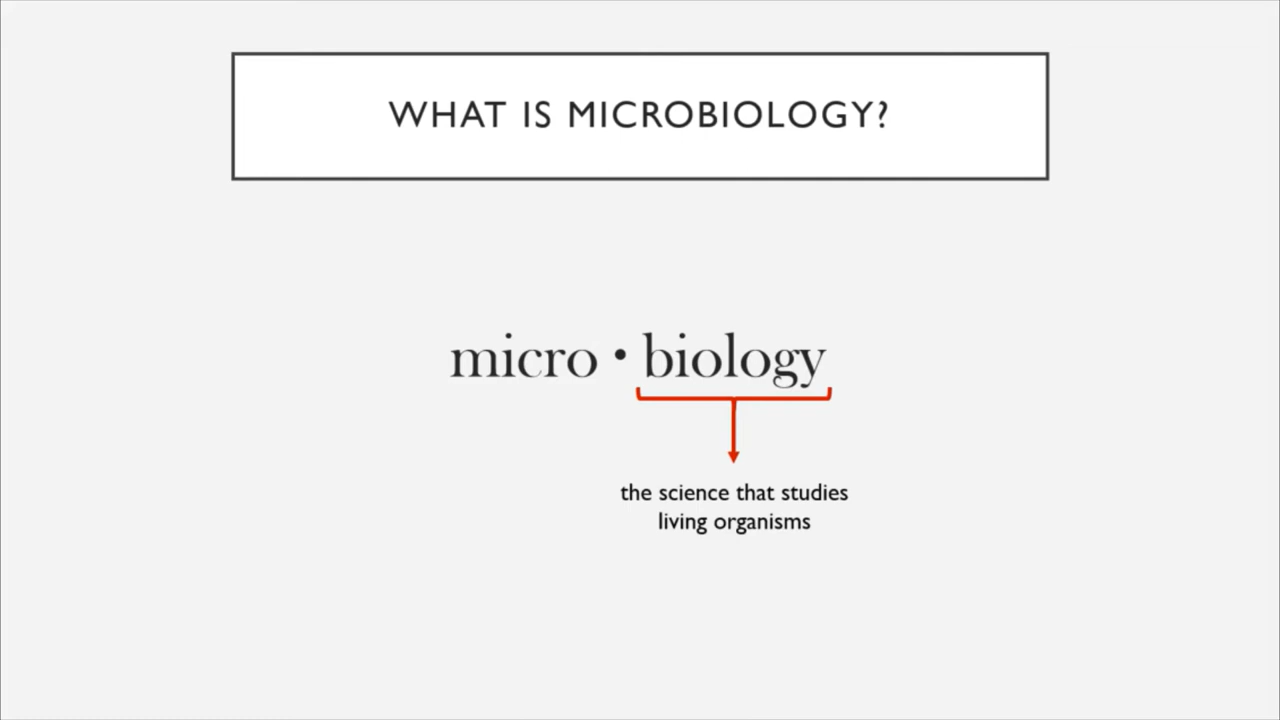 WHAT IS MICROBIOLOGY?
micro • biology
the science that studies
living organisms